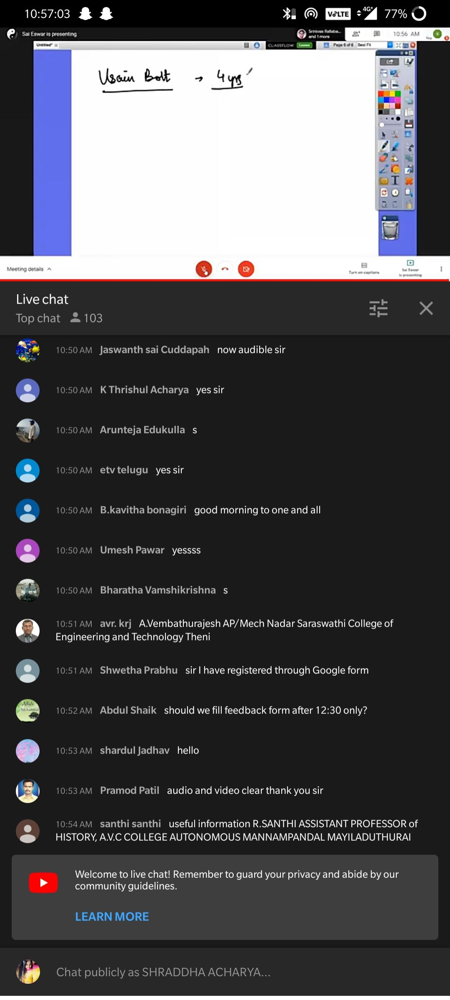 10:57:03
VoLTE 4G+ 77%
Sai Eswar is presenting
Srinivas Rallaba...
and 1 more
10:56 AM
You
Untitled*
CLASSFLOW
Connect
Page 6 of 6
Best Fit
Usain Bolt → 4 yrs
Meeting details
Turn on captions
Sai Eswar
is presenting
Live chat
Top chat 103
10:50 AM Jaswanth sai Cuddapah now audible sir
10:50 AM K Thrishul Acharya yes sir
10:50 AM Arunteja Edukulla s
10:50 AM etv telugu yes sir
10:50 AM B.kavitha bonagiri good morning to one and all
10:50 AM Umesh Pawar yessss
10:50 AM Bharatha Vamshikrishna s
10:51 AM avr. krj A.Vembathurajesh AP/Mech Nadar Saraswathi College of
Engineering and Technology Theni
10:51 AM Shwetha Prabhu sir I have registered through Google form
Allah
Muhammad
10:52 AM Abdul Shaik should we fill feedback form after 12:30 only?
10:53 AM shardul Jadhav hello
10:53 AM Pramod Patil audio and video clear thank you sir
10:54 AM santhi santhi useful information R.SANTHI ASSISTANT PROFESSOR of
HISTORY, A.V.C COLLEGE AUTONOMOUS MANNAMPANDAL MAYILADUTHURAI
Welcome to live chat! Remember to guard your privacy and abide by our
community guidelines.
LEARN MORE
Chat publicly as SHRADDHA ACHARYA...